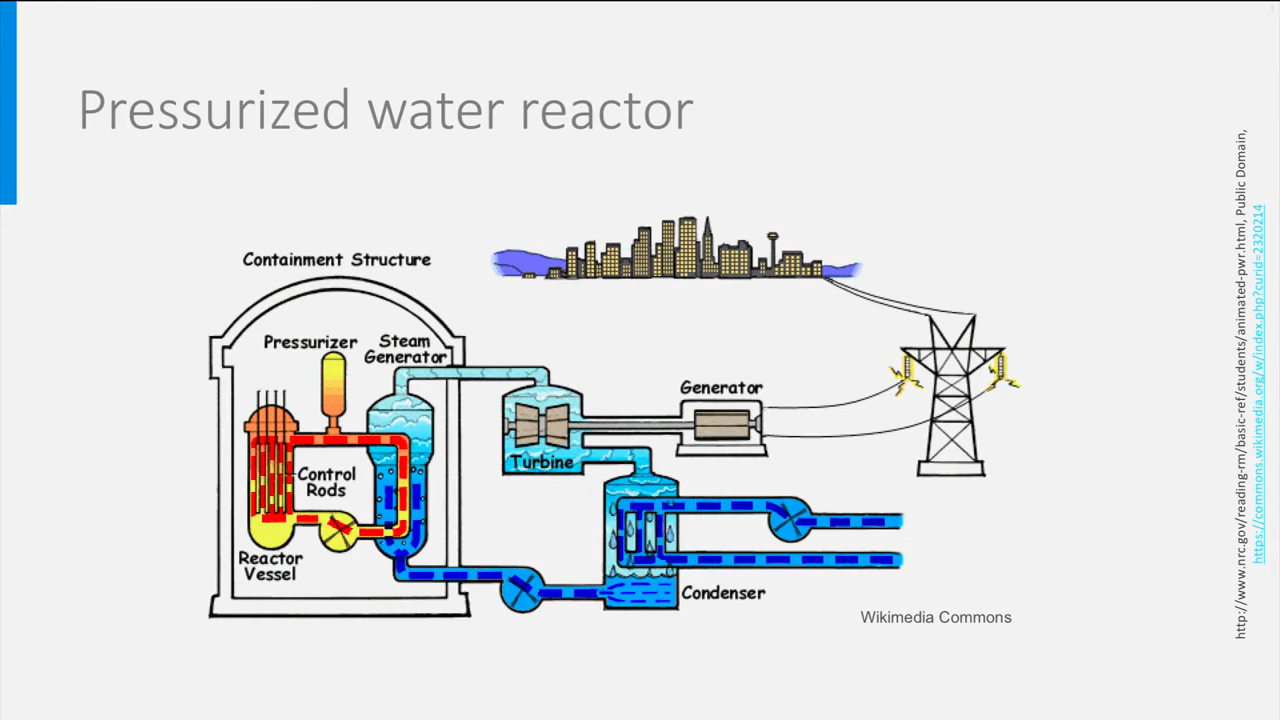 Pressurized water reactor
Containment Structure
Pressurizer
Steam
Generator
Control
Rods
Reactor
Vessel
Turbine
Generator
Condenser
Wikimedia Commons
http://www.nrc.gov/reading-rm/basic-ref/students/animated-pwr.html, Public Domain,
https://commons.wikimedia.org/w/index.php?curid=2320214